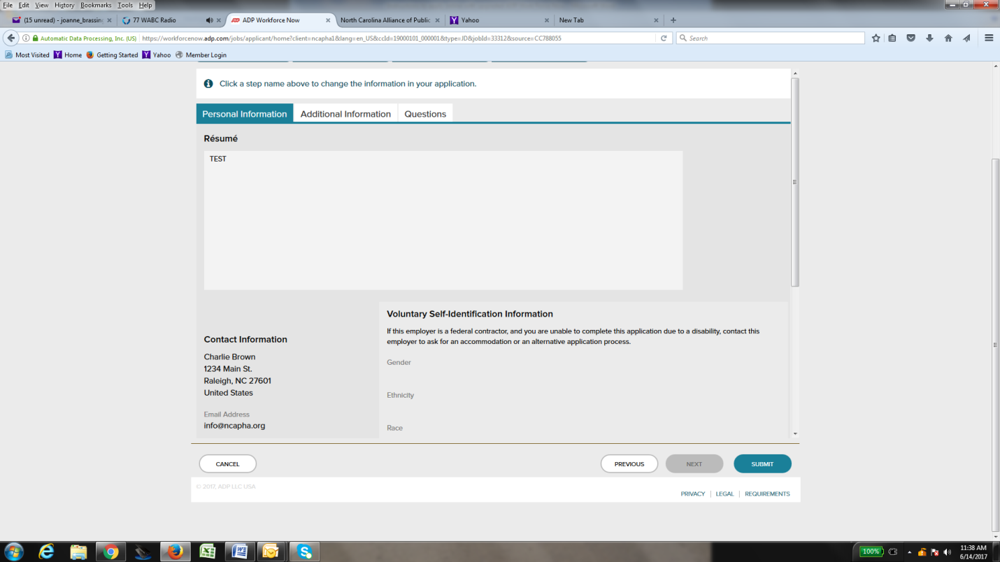 File Edit View History Bookmarks Tools Help
(15 unread) - joanne_brassin
77 WABC Radio
ADP Workforce Now
North Carolina Alliance of Public
Yahoo
New Tab
Automatic Data Processing, Inc. (US)
https://workforcenow.adp.com/jobs/applicant/home?client=ncapha1&lang=en_US&ccId=19000101_000001&type=JD&jobId=33312&source=CC788055
Search
Most Visited Home Getting Started Yahoo Member Login
Click a step name above to change the information in your application.
Personal Information Additional Information Questions
Résumé
TEST
Voluntary Self-Identification Information
If this employer is a federal contractor, and you are unable to complete this application due to a disability, contact this
employer to ask for an accommodation or an alternative application process.
Contact Information
Charlie Brown
1234 Main St.
Raleigh, NC 27601
United States
Email Address
info@ncapha.org
Gender
Ethnicity
Race
CANCEL PREVIOUS NEXT SUBMIT
© 2017, ADP LLC USA
PRIVACY | LEGAL | REQUIREMENTS
100%
11:38 AM
6/14/2017